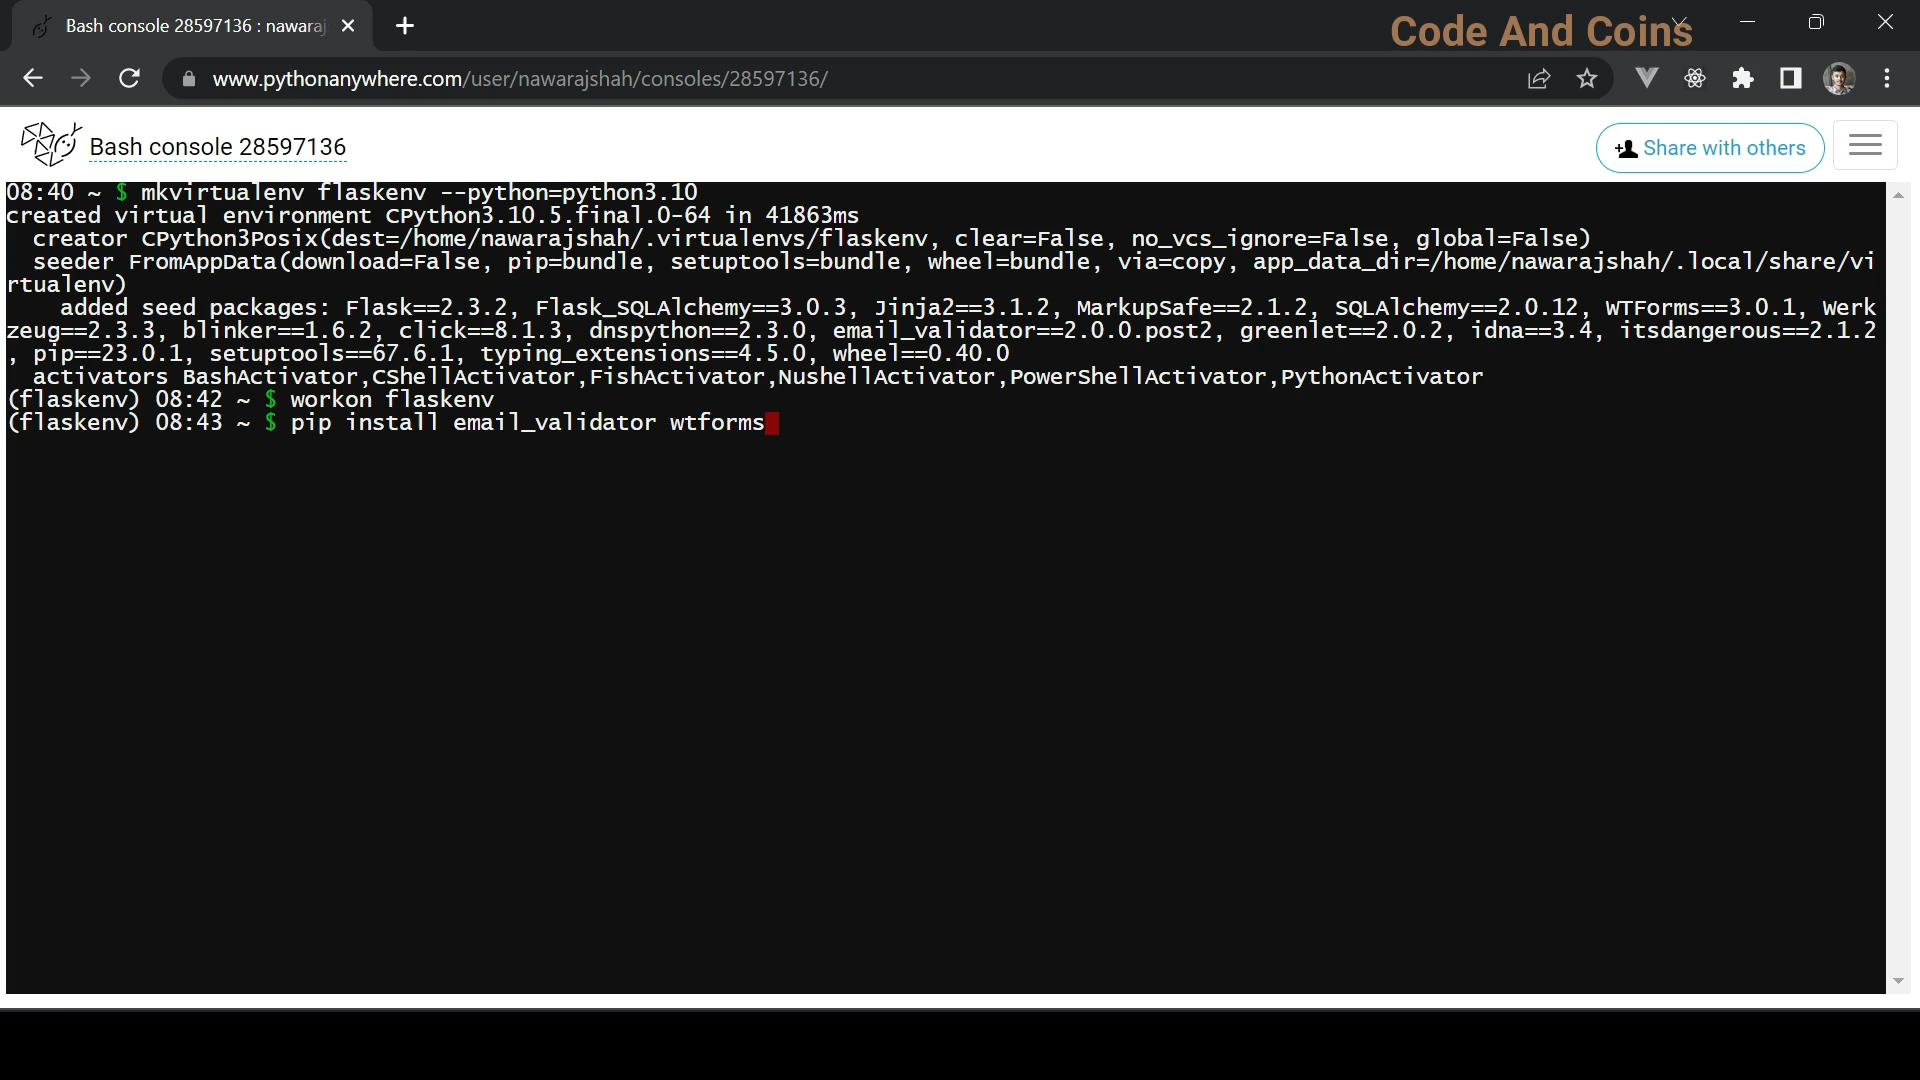 Bash console 28597136 : nawaraj
Code And Coins
www.pythonanywhere.com/user/nawarajshah/consoles/28597136/
Bash console 28597136
Share with others
08:40 ~ $ mkvirtualenv flaskenv --python=python3.10
created virtual environment CPython3.10.5.final.0-64 in 41863ms
  creator CPython3Posix(dest=/home/nawarajshah/.virtualenvs/flaskenv, clear=False, no_vcs_ignore=False, global=False)
  seeder FromAppData(download=False, pip=bundle, setuptools=bundle, wheel=bundle, via=copy, app_data_dir=/home/nawarajshah/.local/share/vi
rtualenv)
    added seed packages: Flask==2.3.2, Flask_SQLAlchemy==3.0.3, Jinja2==3.1.2, MarkupSafe==2.1.2, SQLAlchemy==2.0.12, WTForms==3.0.1, Werk
zeug==2.3.3, blinker==1.6.2, click==8.1.3, dnspython==2.3.0, email_validator==2.0.0.post2, greenlet==2.0.2, idna==3.4, itsdangerous==2.1.2
, pip==23.0.1, setuptools==67.6.1, typing_extensions==4.5.0, wheel==0.40.0
  activators BashActivator,CShellActivator,FishActivator,NushellActivator,PowerShellActivator,PythonActivator
(flaskenv) 08:42 ~ $ workon flaskenv
(flaskenv) 08:43 ~ $ pip install email_validator wtforms